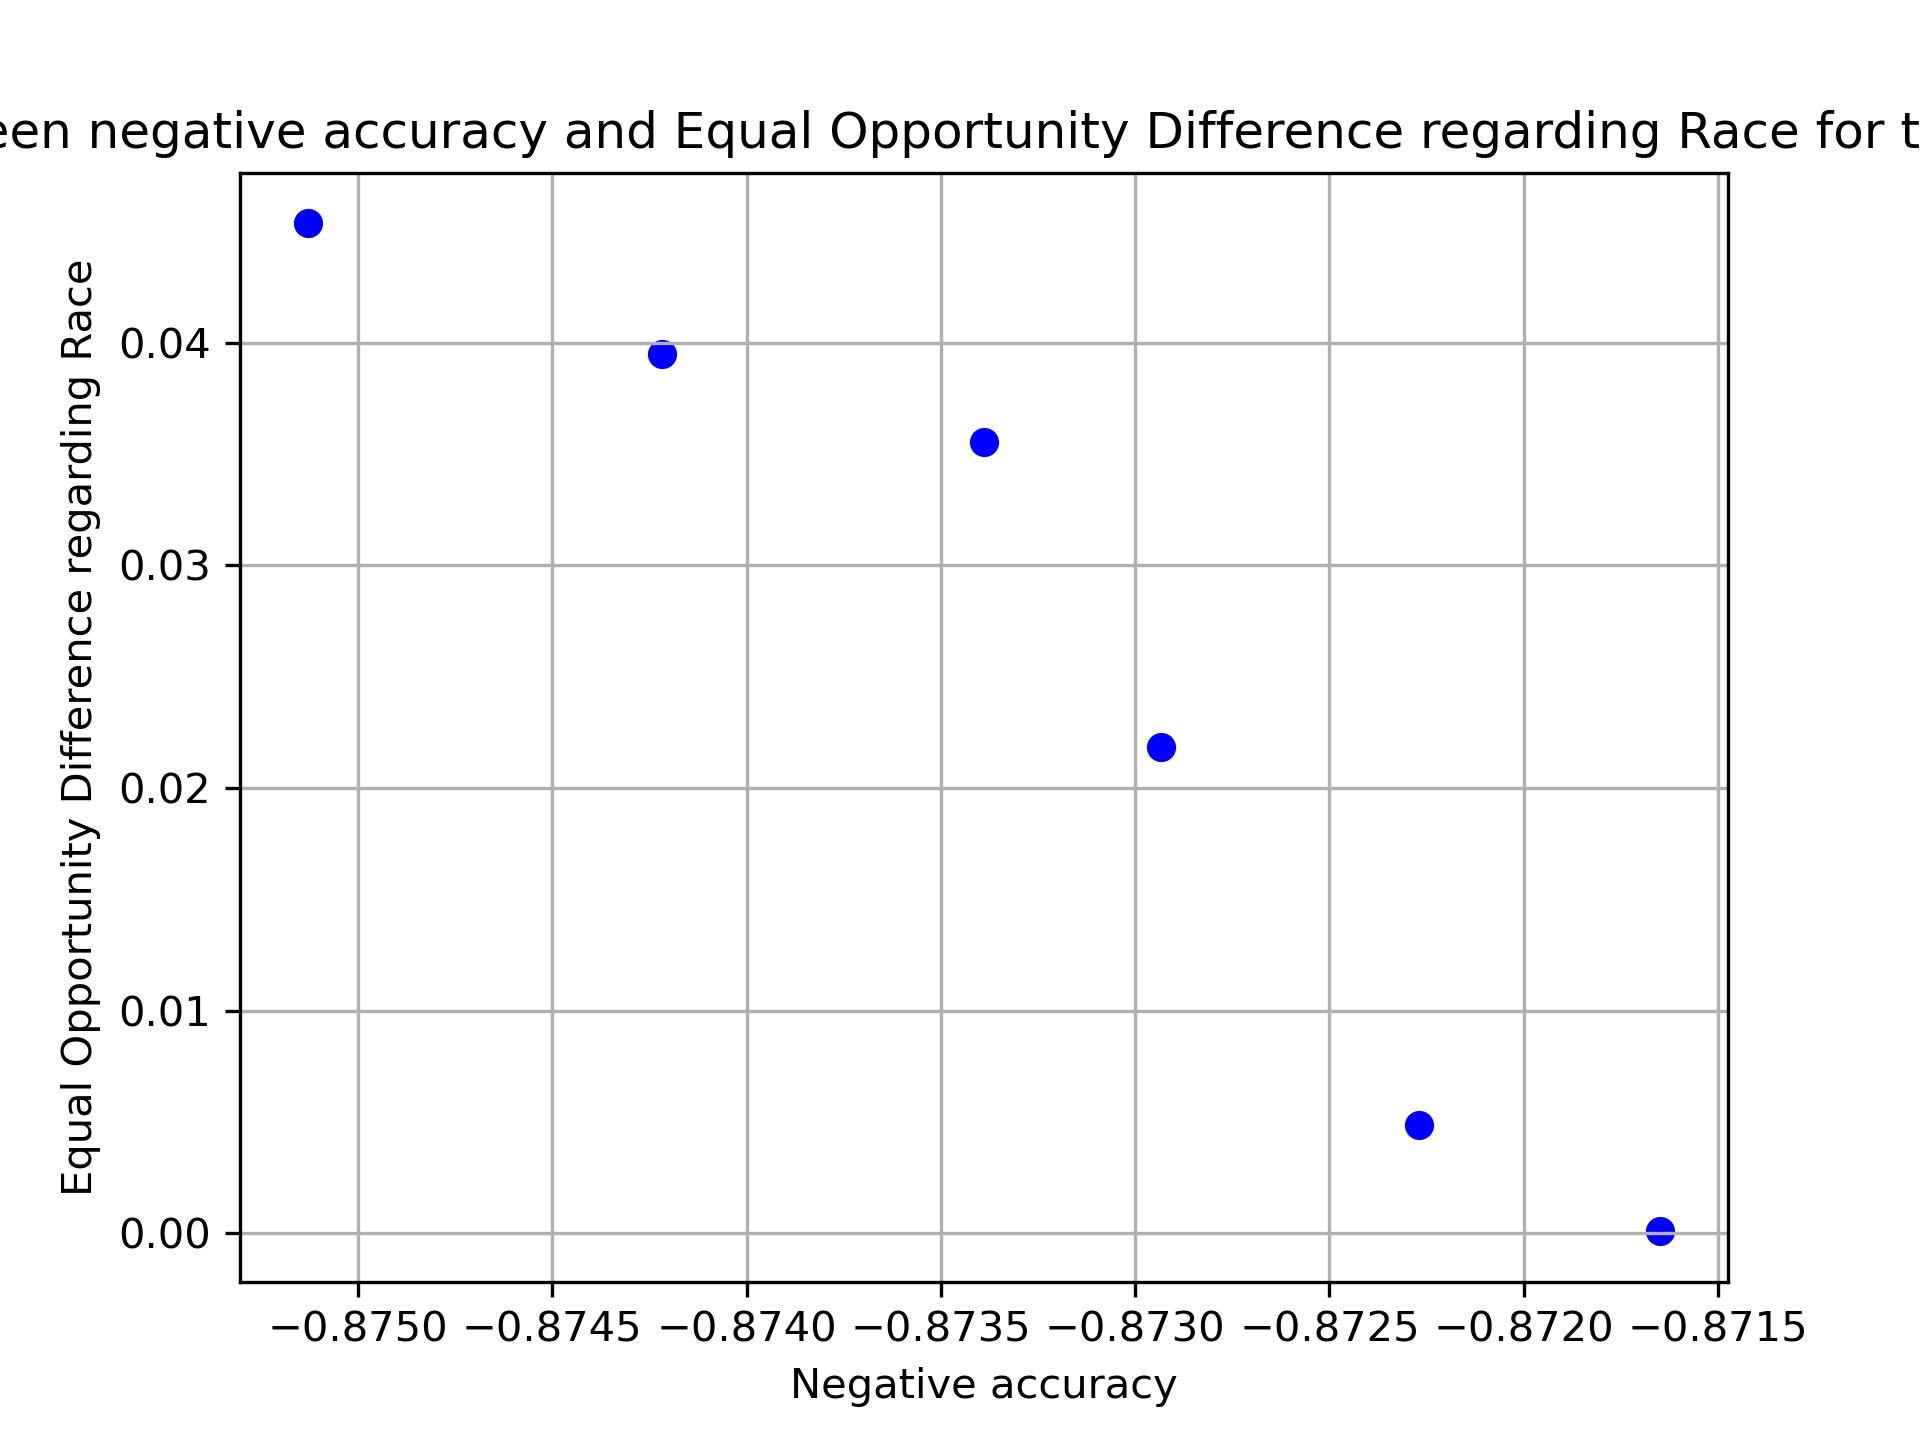 negative accuracy and Equal Opportunity Difference regarding Race for
Equal Opportunity Difference regarding Race
0.04
0.03
0.02
0.01
0.00
−0.8750 −0.8745 −0.8740 −0.8735 −0.8730 −0.8725 −0.8720 −0.8715
Negative accuracy